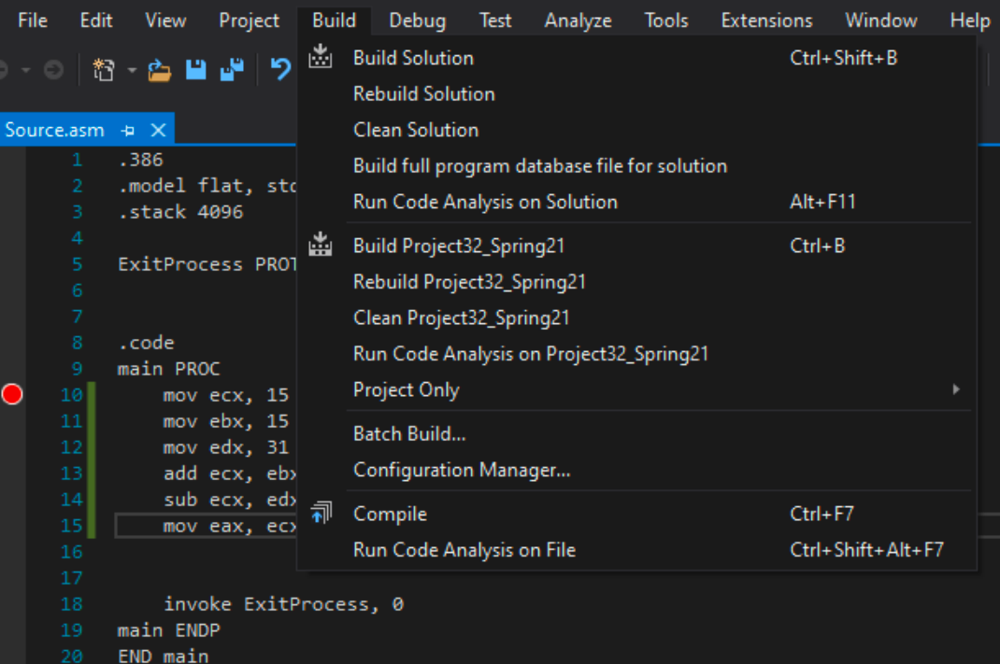 File Edit View Project Build Debug Test Analyze Tools Extensions Window Help
Build Solution Ctrl+Shift+B
Rebuild Solution
Clean Solution
Build full program database file for solution
Run Code Analysis on Solution Alt+F11
Build Project32_Spring21 Ctrl+B
Rebuild Project32_Spring21
Clean Project32_Spring21
Run Code Analysis on Project32_Spring21
Project Only
Batch Build...
Configuration Manager...
Compile Ctrl+F7
Run Code Analysis on File Ctrl+Shift+Alt+F7
Source.asm
1 .386
2 .model flat,
3 .stack 4096
4
5 ExitProcess
6
7
8 .code
9 main PROC
10 mov ecx, 15
11 mov ebx, 15
12 mov edx, 31
13 add ecx, ebx
14 sub ecx, edx
15 mov eax, ecx
16
17
18 invoke ExitProcess, 0
19 main ENDP
20 END main